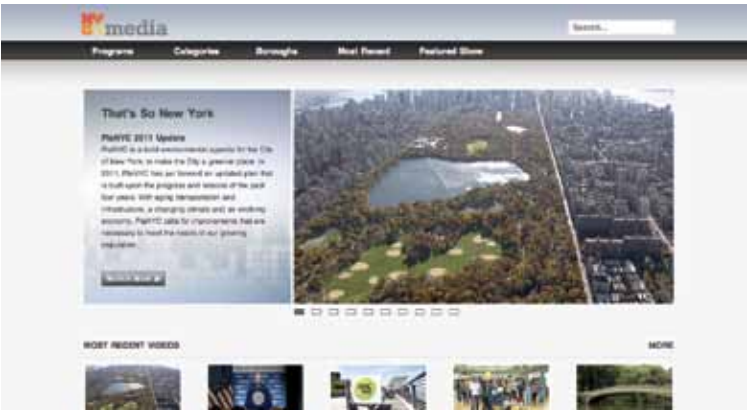 NYC media
Search...
Programs Categories Boroughs Most Recent Featured Show
That's So New York
PlaNYC 2011 Update
PlaNYC is a bold environmental agenda for the City
of New York, to make the City a greener place. In
2011, PlaNYC has put forward an updated plan that
is built upon the progress and lessons of the past
four years. With aging transportation and
infrastructure, a changing climate and an evolving
economy, PlaNYC calls for improvements that are
necessary to meet the needs of our growing
population.
MOST RECENT VIDEOS
MORE